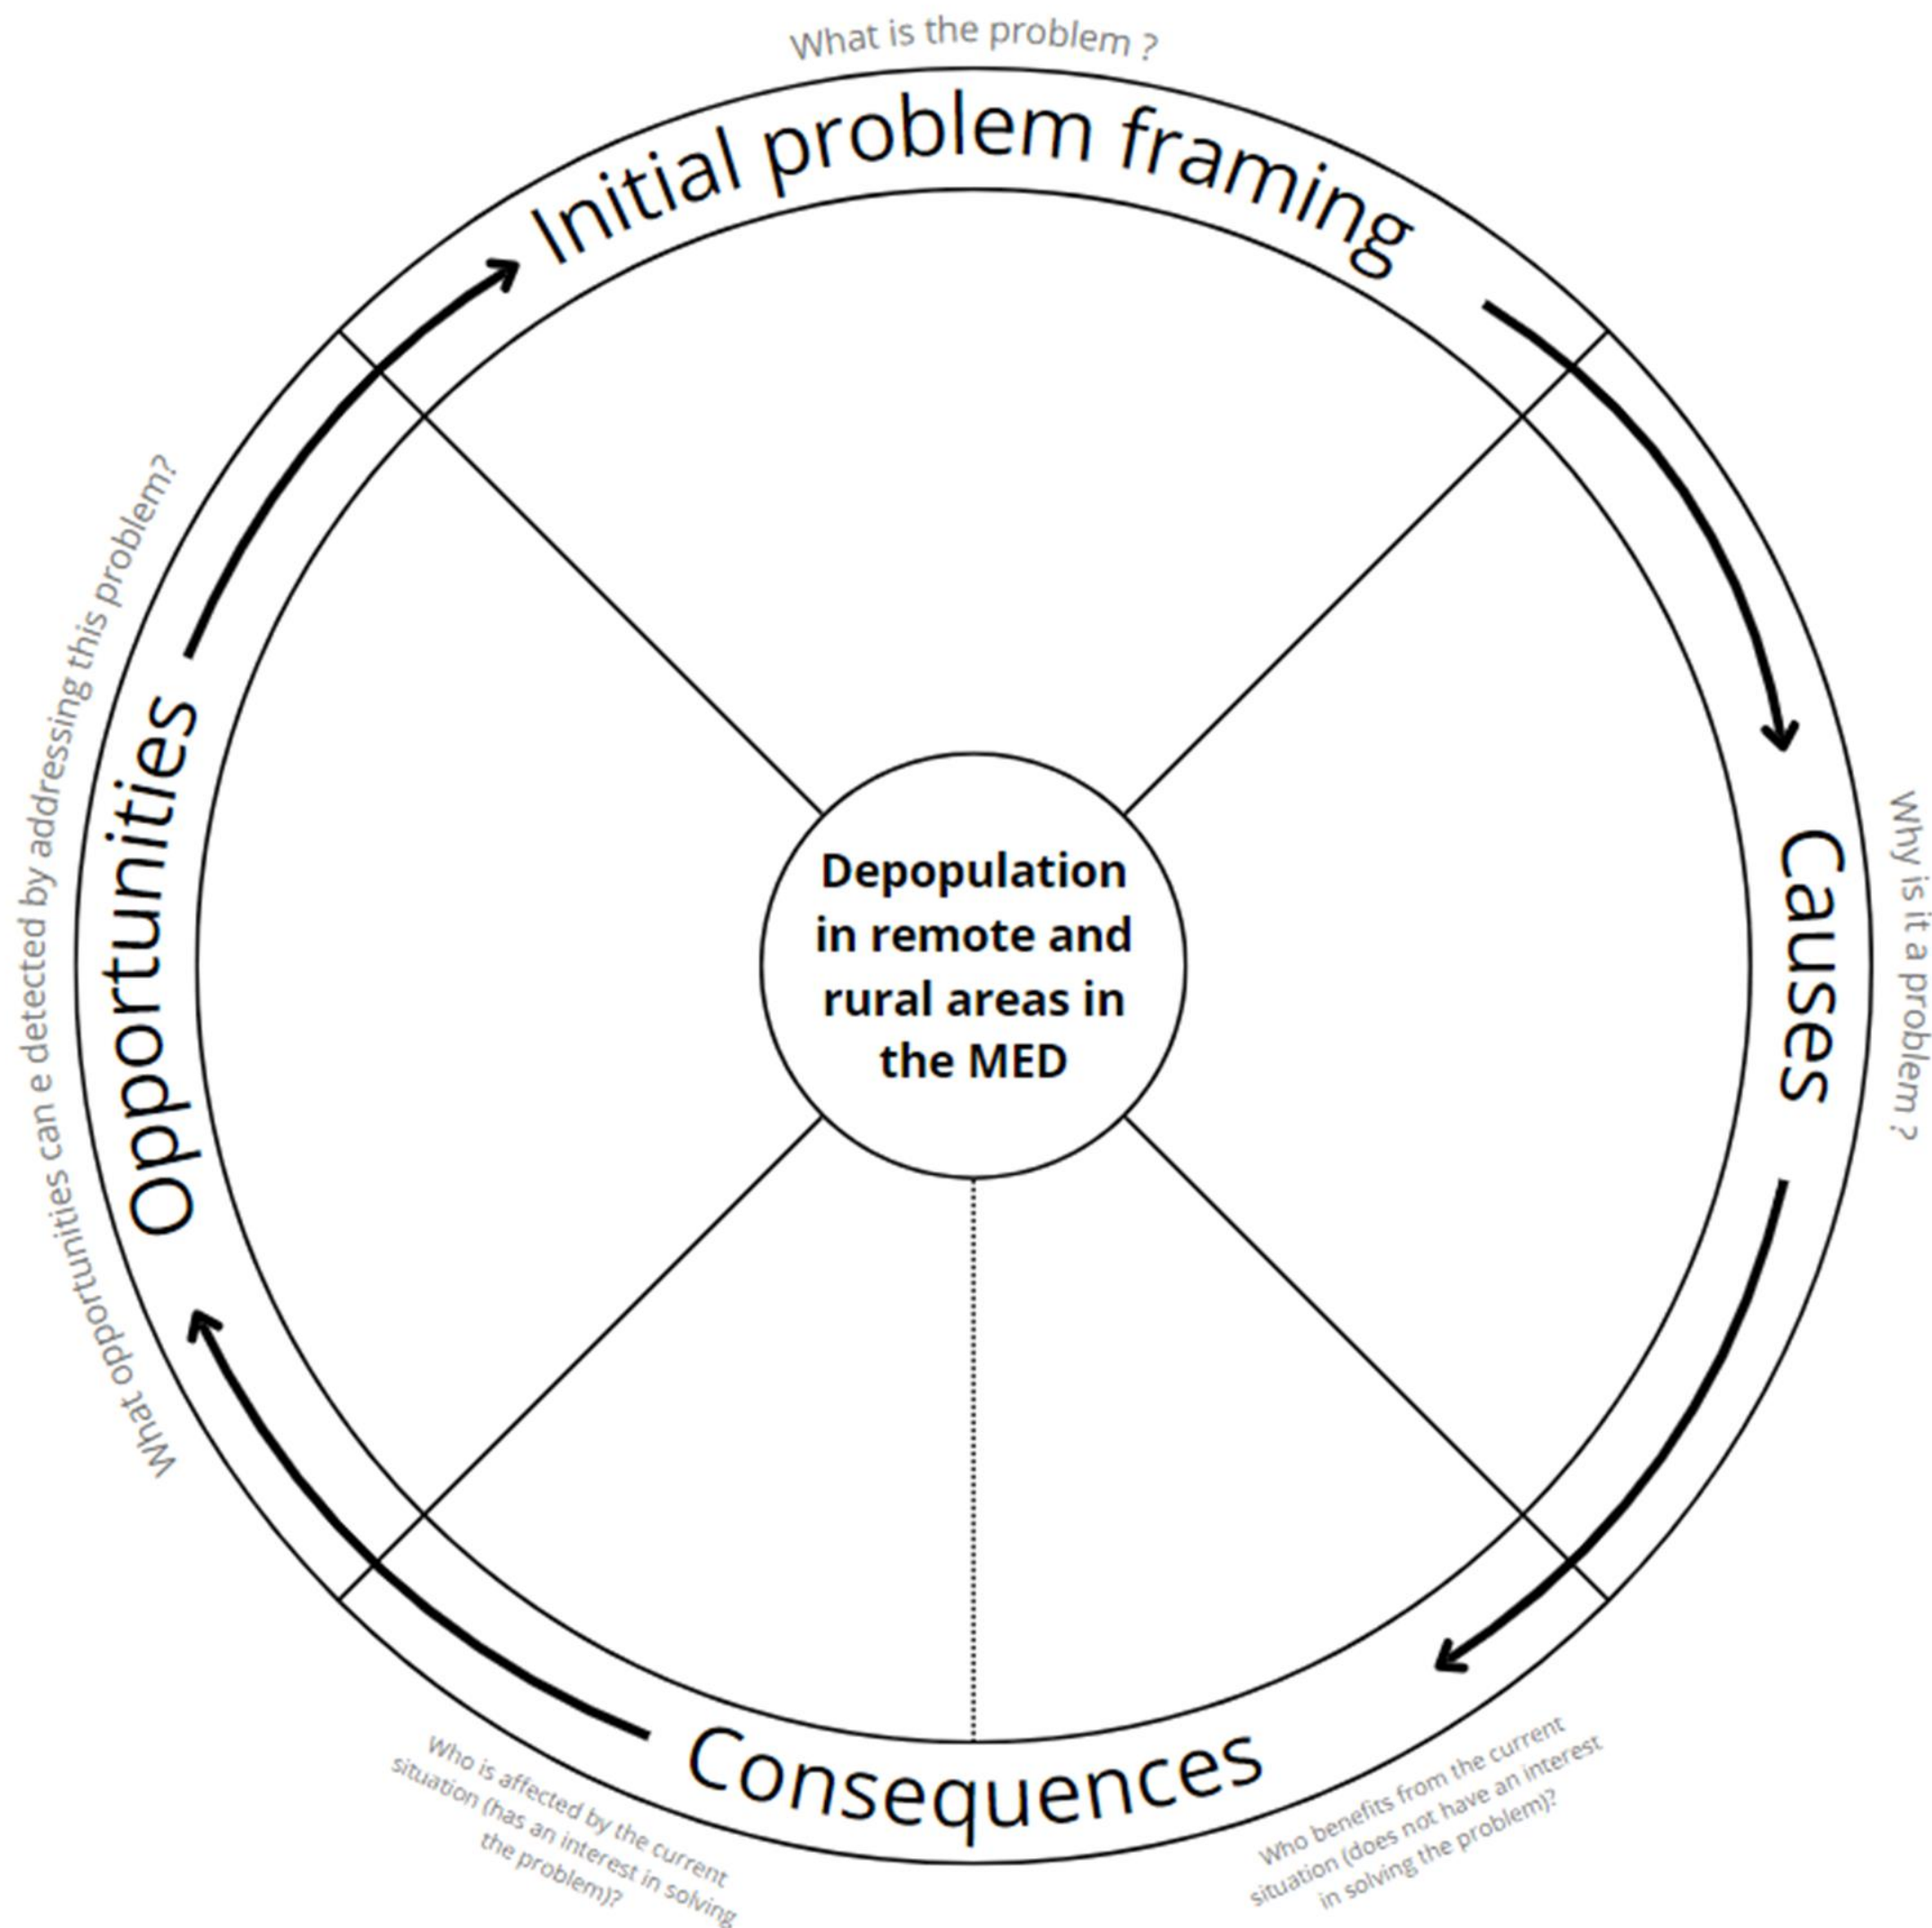 What is the problem ?
Initial problem framing
Causes
Why is it a problem ?
Depopulation
in remote and
rural areas in
the MED
Consequences
Who benefits from the current
situation (does not have an interest
in solving the problem)?
Who is affected by the current
situation (has an interest in solving
the problem)?
Opportunities
What opportunities can e detected by addressing this problem?